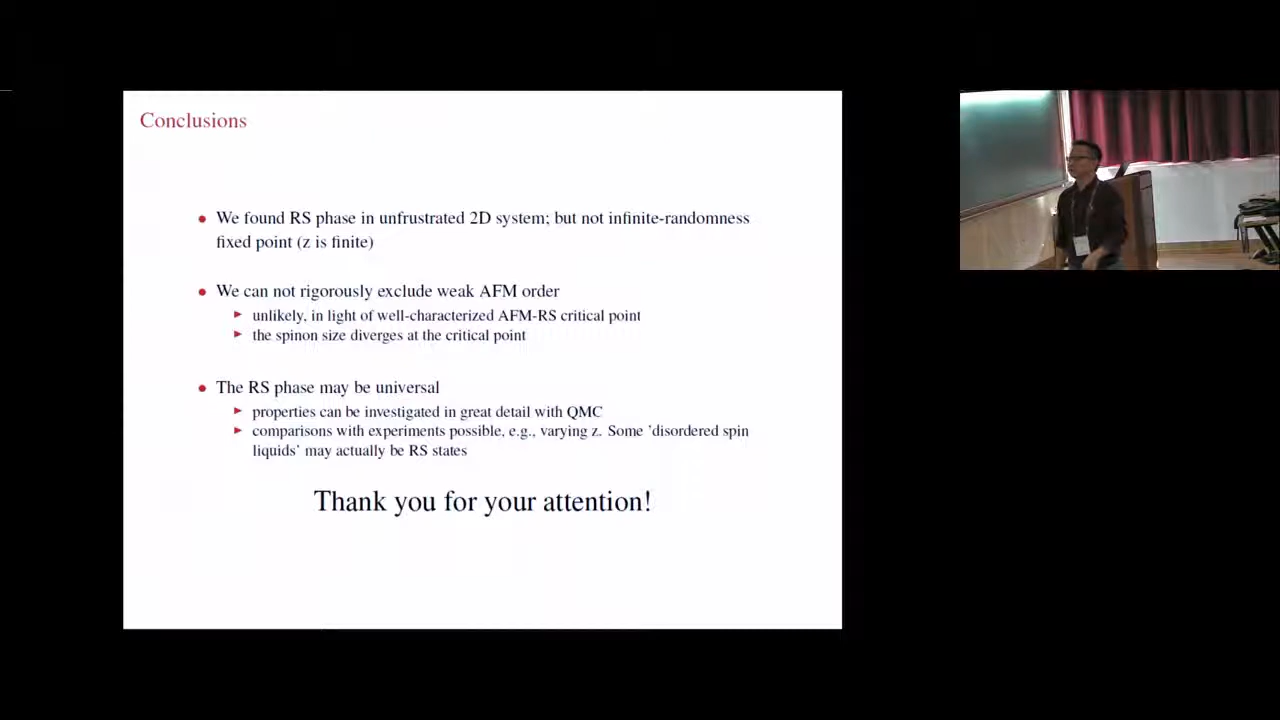 Conclusions
• We found RS phase in unfrustrated 2D system; but not infinite-randomness
fixed point (z is finite)
• We can not rigorously exclude weak AFM order
► unlikely, in light of well-characterized AFM-RS critical point
► the spinon size diverges at the critical point
• The RS phase may be universal
► properties can be investigated in great detail with QMC
► comparisons with experiments possible, e.g., varying z. Some 'disordered spin
liquids' may actually be RS states
Thank you for your attention!